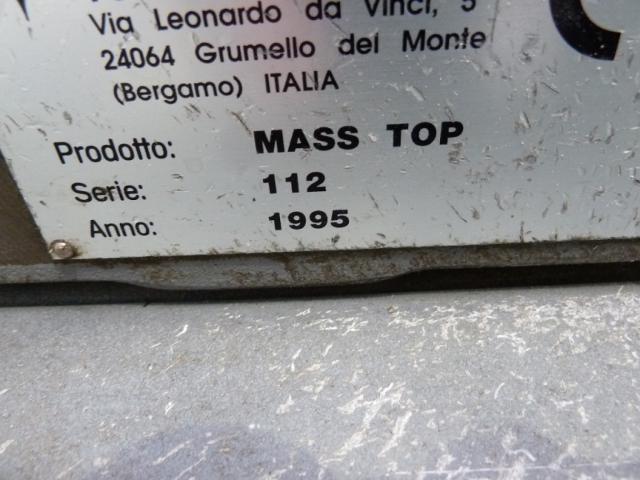 Via Leonardo da Vinci, 5
24064 Grumello del Monte
(Bergamo) ITALIA
Prodotto: MASS TOP
Serie: 112
Anno: 1995